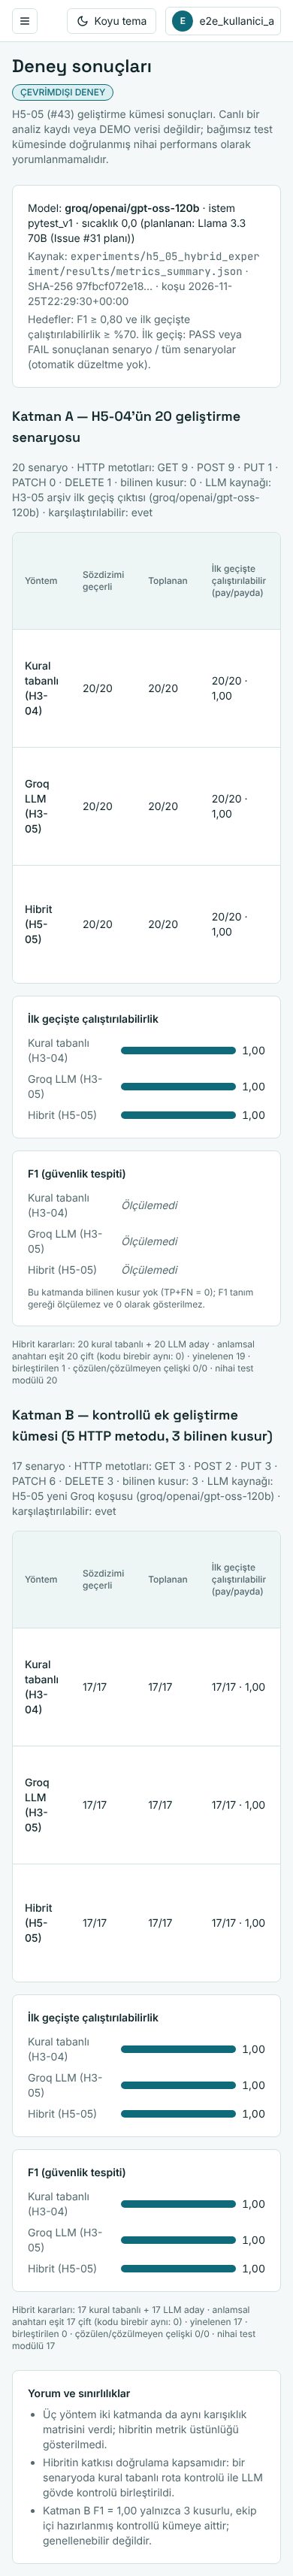 Koyu tema
E
e2e_kullanici_a
Deney sonuçları
ÇEVRİMDIŞI DENEY
H5-05 (#43) geliştirme kümesi sonuçları. Canlı bir
analiz kaydı veya DEMO verisi değildir; bağımsız test
kümesinde doğrulanmış nihai performans olarak
yorumlanmamalıdır.
Model: groq/openai/gpt-oss-120b · istem
pytest_v1 · sıcaklık 0,0 (planlanan: Llama 3.3
70B (Issue #31 planı))
Kaynak: experiments/h5_05_hybrid_exper
iment/results/metrics_summary.json ·
SHA-256 97fbcf072e18… · koşu 2026-11-
25T22:29:30+00:00
Hedefler: F1 ≥ 0,80 ve ilk geçişte
çalıştırılabilirlik ≥ %70. İlk geçiş: PASS veya
FAIL sonuçlanan senaryo / tüm senaryolar
(otomatik düzeltme yok).
Katman A — H5-04'ün 20 geliştirme
senaryosu
20 senaryo · HTTP metotları: GET 9 · POST 9 · PUT 1 ·
PATCH 0 · DELETE 1 · bilinen kusur: 0 · LLM kaynağı:
H3-05 arşiv ilk geçiş çıktısı (groq/openai/gpt-oss-
120b) · karşılaştırılabilir: evet
Yöntem
Sözdizimi
geçerli
Toplanan
İlk geçişte
çalıştırılabilir
(pay/payda)
Kural
tabanlı
(H3-
04)
20/20
20/20
20/20 ·
1,00
Groq
LLM
(H3-
05)
20/20
20/20
20/20 ·
1,00
Hibrit
(H5-
05)
20/20
20/20
20/20 ·
1,00
İlk geçişte çalıştırılabilirlik
Kural tabanlı
(H3-04)
1,00
Groq LLM (H3-
05)
1,00
Hibrit (H5-05)
1,00
F1 (güvenlik tespiti)
Kural tabanlı
(H3-04)
Ölçülemedi
Groq LLM (H3-
05)
Ölçülemedi
Hibrit (H5-05)
Ölçülemedi
Bu katmanda bilinen kusur yok (TP+FN = 0); F1 tanım
gereği ölçülemez ve 0 olarak gösterilmez.
Hibrit kararları: 20 kural tabanlı + 20 LLM aday · anlamsal
anahtarı eşit 20 çift (kodu birebir aynı: 0) · yinelenen 19 ·
birleştirilen 1 · çözülen/çözülmeyen çelişki 0/0 · nihai test
modülü 20
Katman B — kontrollü ek geliştirme
kümesi (5 HTTP metodu, 3 bilinen kusur)
17 senaryo · HTTP metotları: GET 3 · POST 2 · PUT 3 ·
PATCH 6 · DELETE 3 · bilinen kusur: 3 · LLM kaynağı:
H5-05 yeni Groq koşusu (groq/openai/gpt-oss-120b) ·
karşılaştırılabilir: evet
Yöntem
Sözdizimi
geçerli
Toplanan
İlk geçişte
çalıştırılabilir
(pay/payda)
Kural
tabanlı
(H3-
04)
17/17
17/17
17/17 · 1,00
Groq
LLM
(H3-
05)
17/17
17/17
17/17 · 1,00
Hibrit
(H5-
05)
17/17
17/17
17/17 · 1,00
İlk geçişte çalıştırılabilirlik
Kural tabanlı
(H3-04)
1,00
Groq LLM (H3-
05)
1,00
Hibrit (H5-05)
1,00
F1 (güvenlik tespiti)
Kural tabanlı
(H3-04)
1,00
Groq LLM (H3-
05)
1,00
Hibrit (H5-05)
1,00
Hibrit kararları: 17 kural tabanlı + 17 LLM aday · anlamsal
anahtarı eşit 17 çift (kodu birebir aynı: 0) · yinelenen 17 ·
birleştirilen 0 · çözülen/çözülmeyen çelişki 0/0 · nihai test
modülü 17
Yorum ve sınırlılıklar
• Üç yöntem iki katmanda da aynı karışıklık
matrisini verdi; hibritin metrik üstünlüğü
gösterilmedi.
• Hibritin katkısı doğrulama kapsamıdır: bir
senaryoda kural tabanlı rota kontrolü ile LLM
gövde kontrolü birleştirildi.
• Katman B F1 = 1,00 yalnızca 3 kusurlu, ekip
içi hazırlanmış kontrollü kümeye aittir;
genellenebilir değildir.